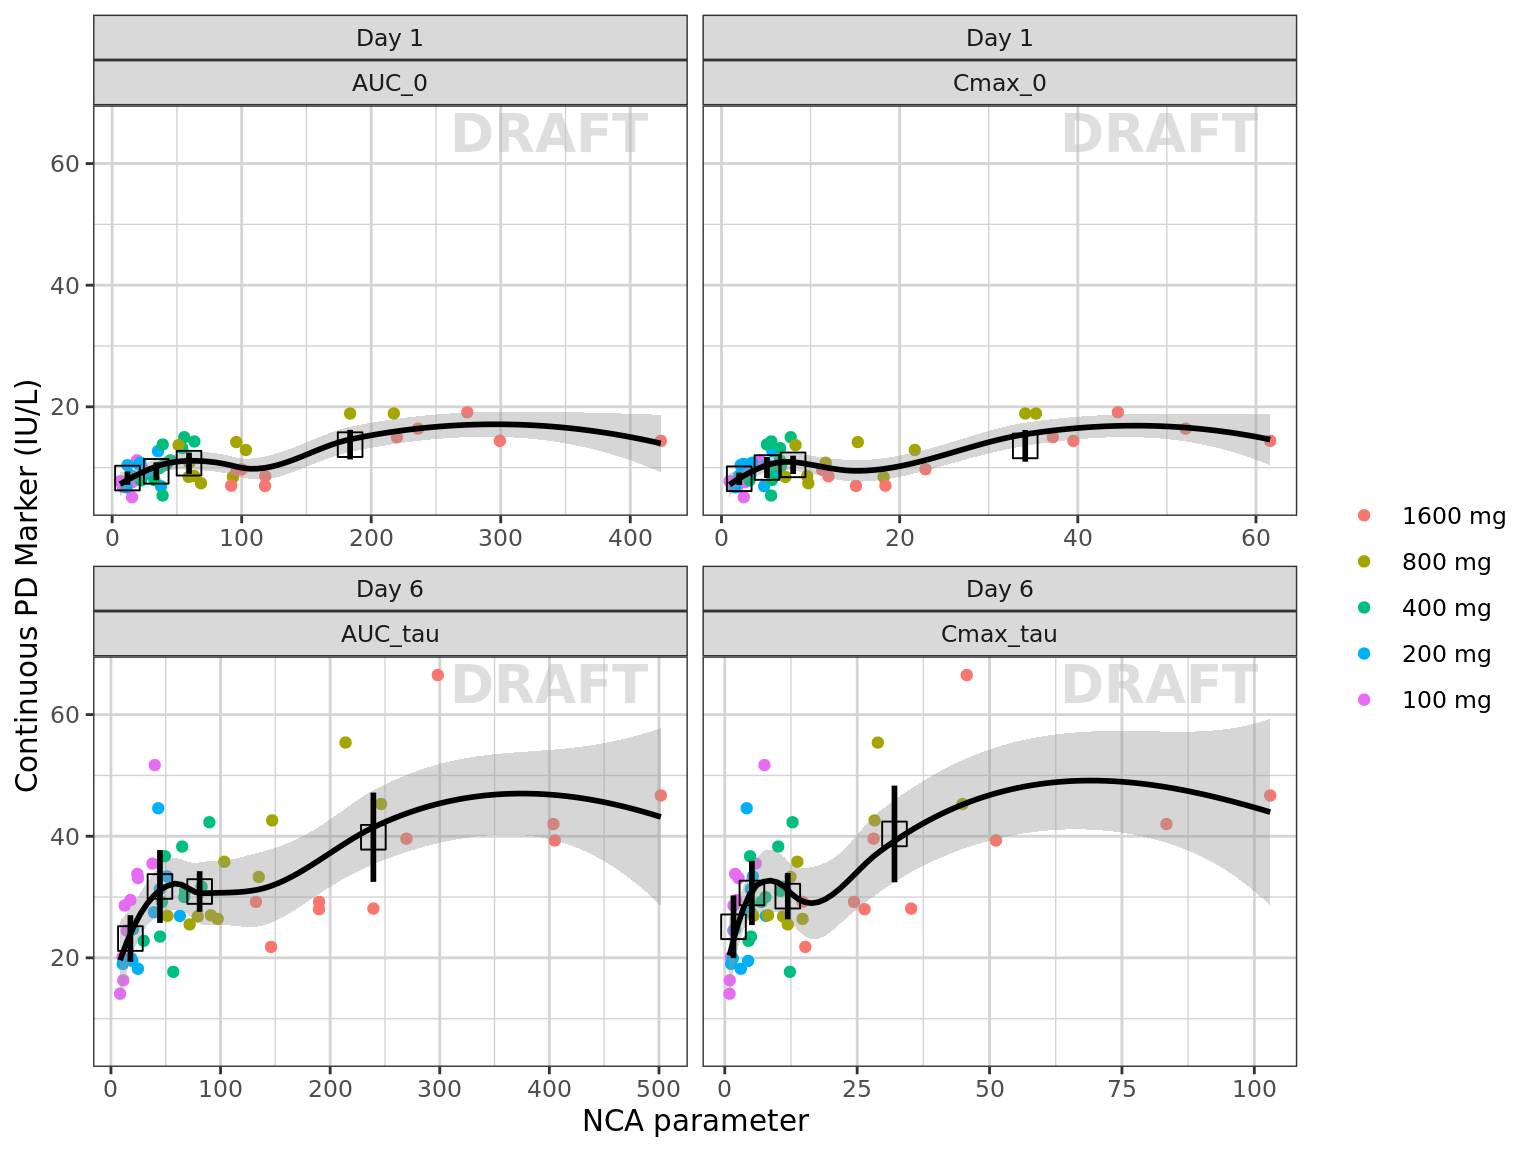 Day 1
Day 1
AUC_0
Cmax_0
DRAFT
DRAFT
60
40
20
0 100 200 300 400
0 20 40 60
Continuous PD Marker (IU/L)
1600 mg
800 mg
400 mg
200 mg
100 mg
Day 6
Day 6
AUC_tau
Cmax_tau
DRAFT
DRAFT
60
40
20
0 100 200 300 400 500
0 25 50 75 100
NCA parameter